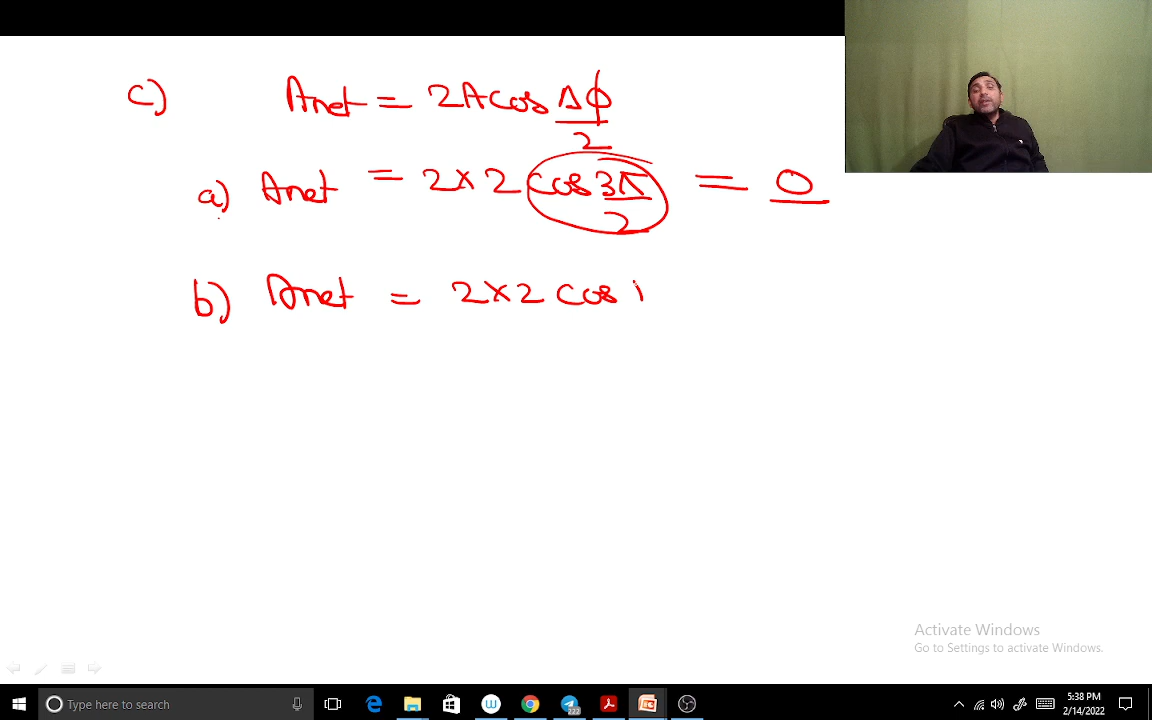 c) Anet = 2A cos Δϕ/2
a) Anet = 2×2 cos 3π/2 = 0
b) Anet = 2×2 cos
Activate Windows
Go to Settings to activate Windows.
Type here to search
222
5:38 PM
2/14/2022